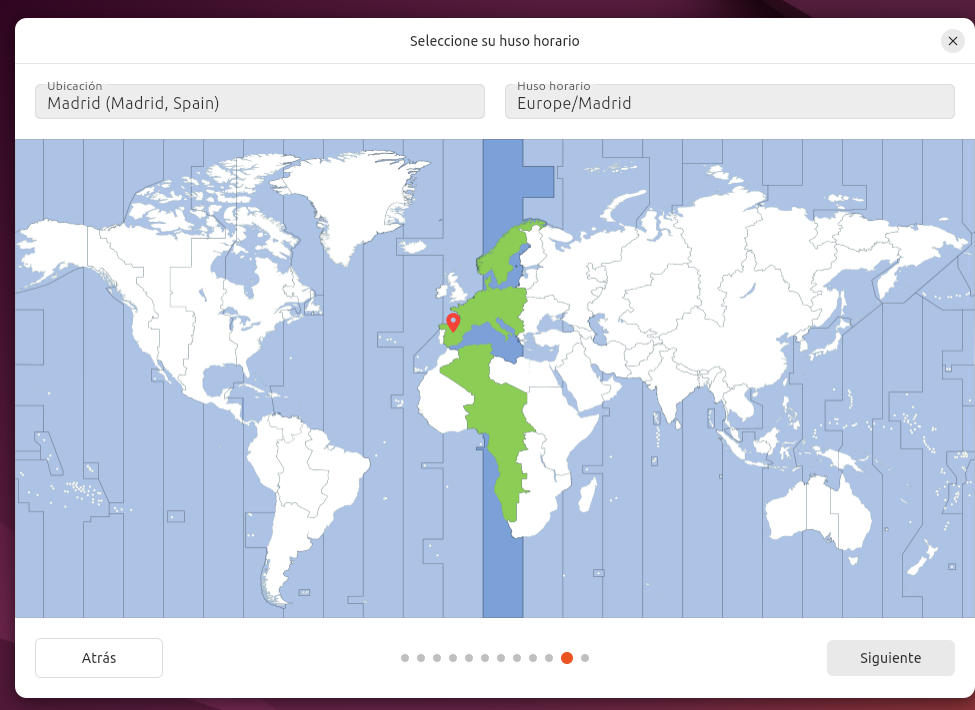 Seleccione su huso horario
Ubicación
Madrid (Madrid, Spain)
Huso horario
Europe/Madrid
Atrás
Siguiente